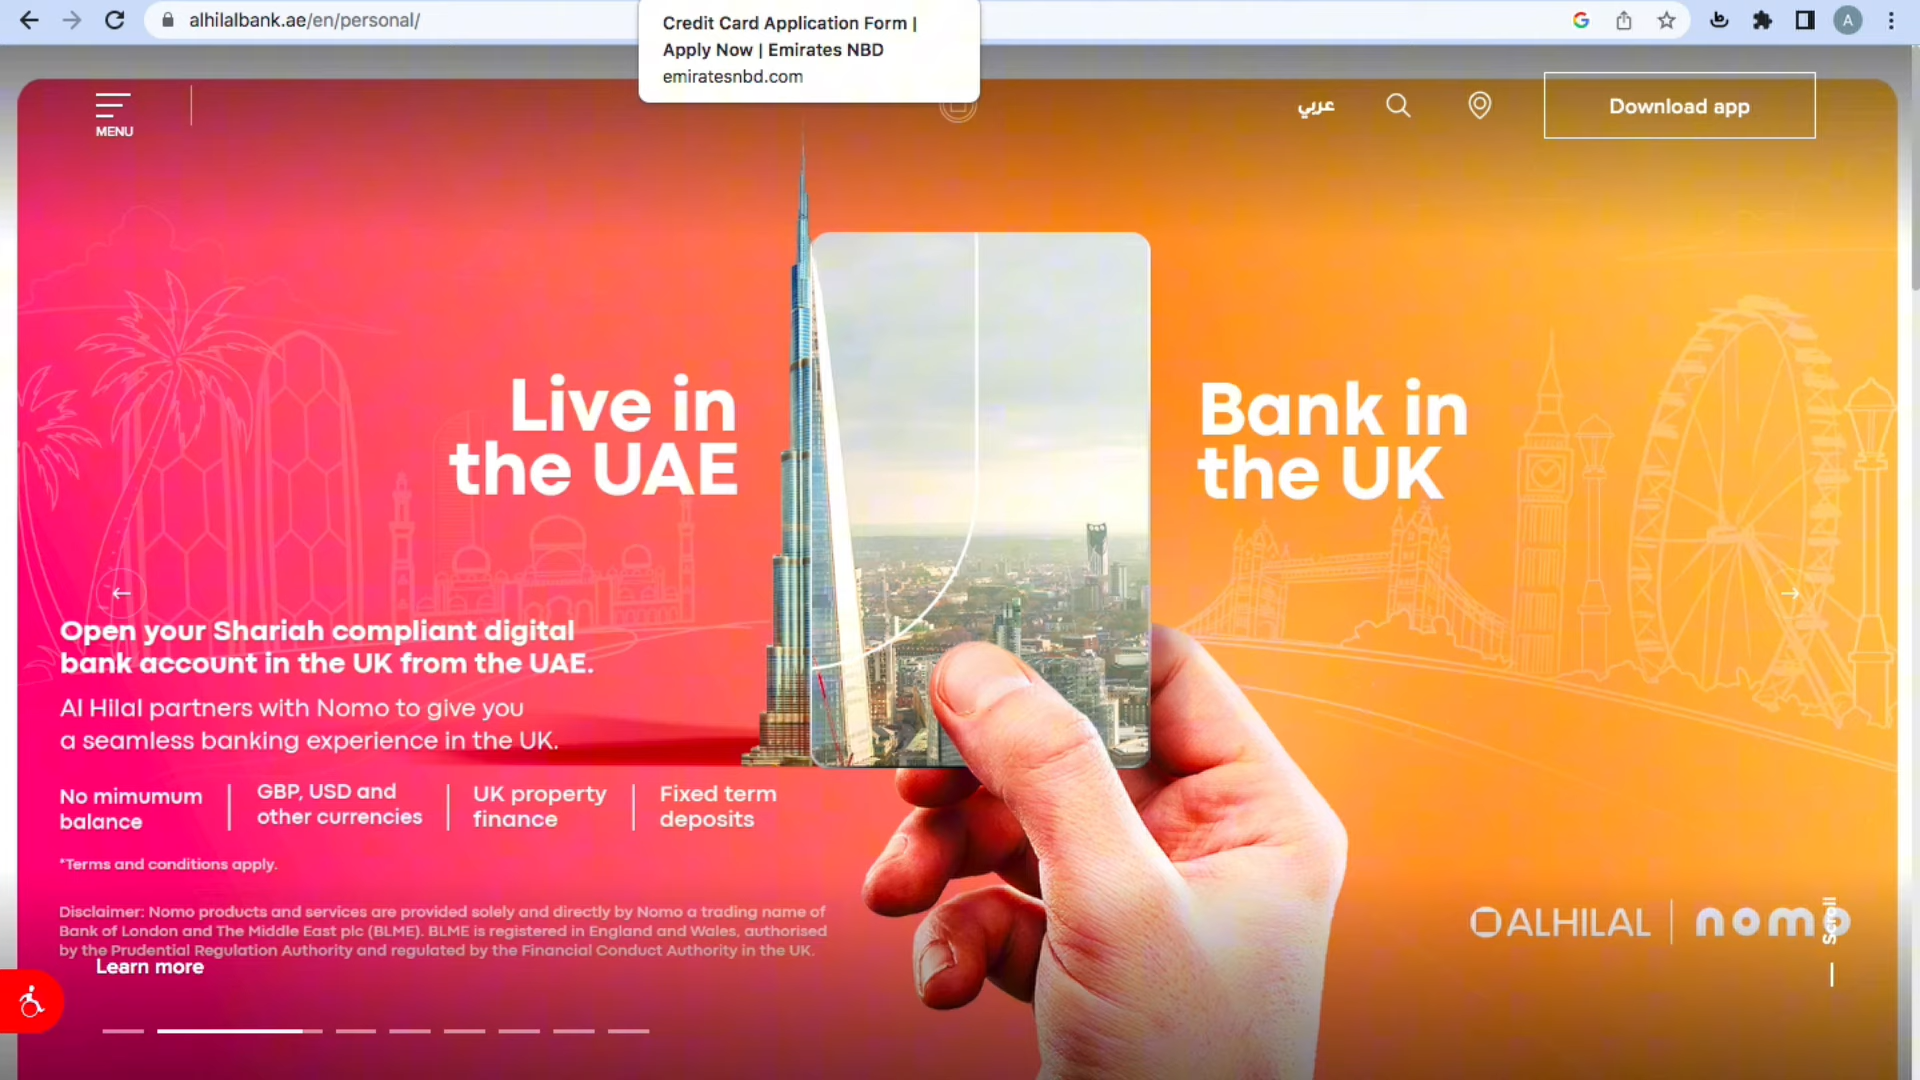 alhilalbank.ae/en/personal/
Credit Card Application Form |
Apply Now | Emirates NBD
emiratesnbd.com
A
MENU
عربي
Download app
Live in
the UAE
Bank in
the UK
Open your Shariah compliant digital
bank account in the UK from the UAE.
Al Hilal partners with Nomo to give you
a seamless banking experience in the UK.
No mimumum
balance
GBP, USD and
other currencies
UK property
finance
Fixed term
deposits
*Terms and conditions apply.
Disclaimer: Nomo products and services are provided solely and directly by Nomo a trading name of
Bank of London and The Middle East plc (BLME). BLME is registered in England and Wales, authorised
by the Prudential Regulation Authority and regulated by the Financial Conduct Authority in the UK.
Learn more
ALHILAL
nomo
Scroll